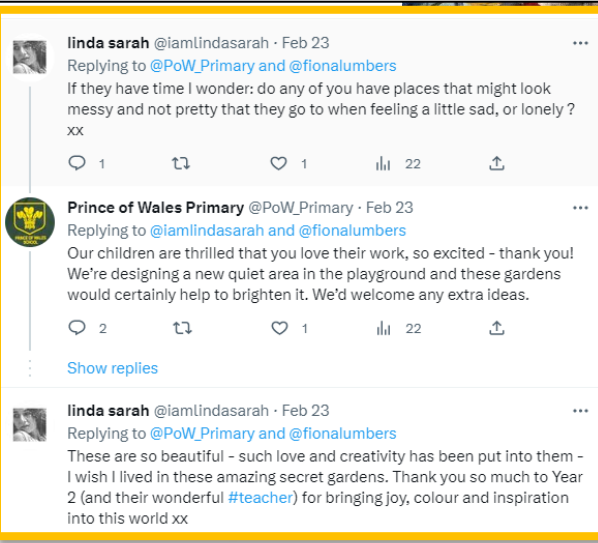 linda sarah @iamlindasarah · Feb 23
Replying to @PoW_Primary and @fionalumbers
If they have time I wonder: do any of you have places that might look
messy and not pretty that they go to when feeling a little sad, or lonely ?
xx
1 1 22
Prince of Wales Primary @PoW_Primary · Feb 23
Replying to @iamlindasarah and @fionalumbers
Our children are thrilled that you love their work, so excited - thank you!
We're designing a new quiet area in the playground and these gardens
would certainly help to brighten it. We'd welcome any extra ideas.
2 1 22
Show replies
linda sarah @iamlindasarah · Feb 23
Replying to @PoW_Primary and @fionalumbers
These are so beautiful - such love and creativity has been put into them -
I wish I lived in these amazing secret gardens. Thank you so much to Year
2 (and their wonderful #teacher) for bringing joy, colour and inspiration
into this world xx